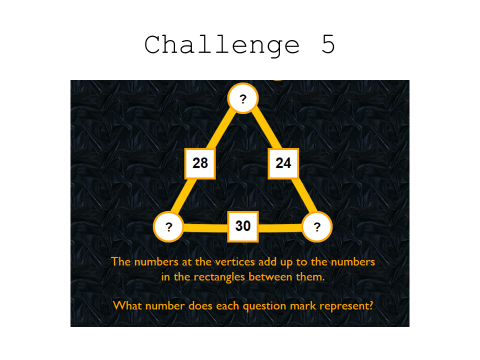 Challenge 5
?
28 24
? 30 ?
The numbers at the vertices add up to the numbers
in the rectangles between them.
What number does each question mark represent?